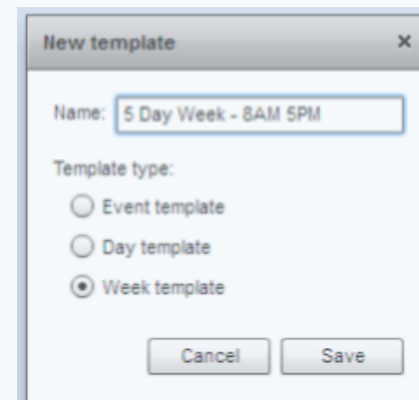 New template
Name: 5 Day Week - 8AM 5PM
Template type:
Event template
Day template
Week template
Cancel Save